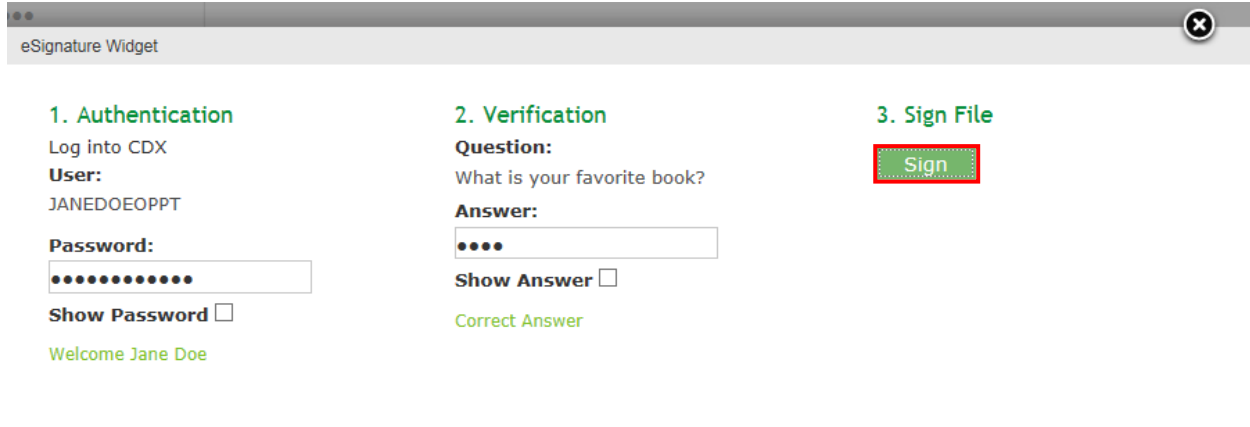 eSignature Widget
1. Authentication
Log into CDX
User:
JANEDOEOPPT
Password:
●●●●●●●●●●●●
Show Password
Welcome Jane Doe
2. Verification
Question:
What is your favorite book?
Answer:
●●●●
Show Answer
Correct Answer
3. Sign File
Sign